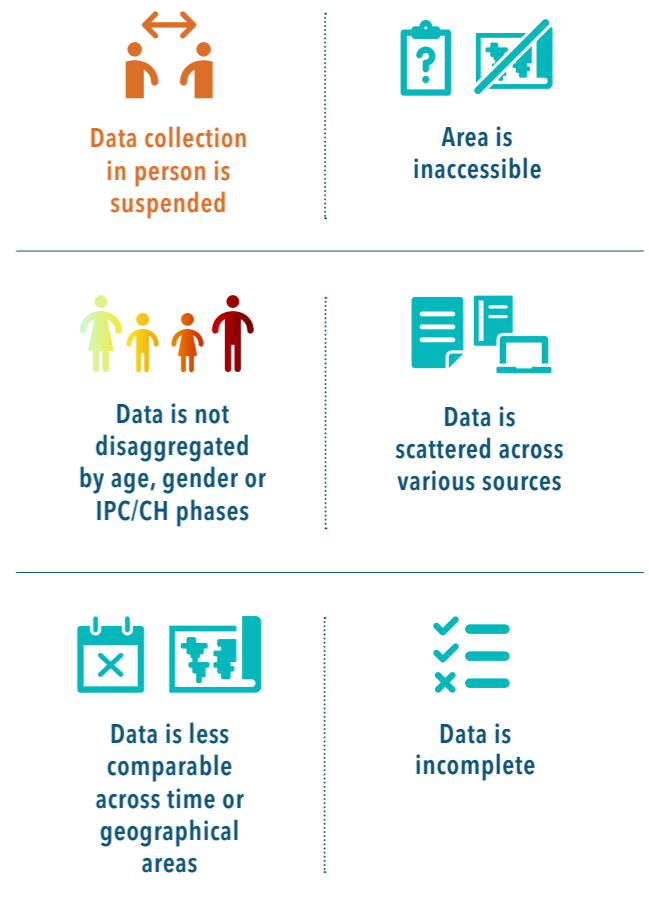 Data collection
in person is
suspended
?
Area is
inaccessible
Data is not
disaggregated
by age, gender or
IPC/CH phases
Data is
scattered across
various sources
Data is less
comparable
across time or
geographical
areas
Data is
incomplete